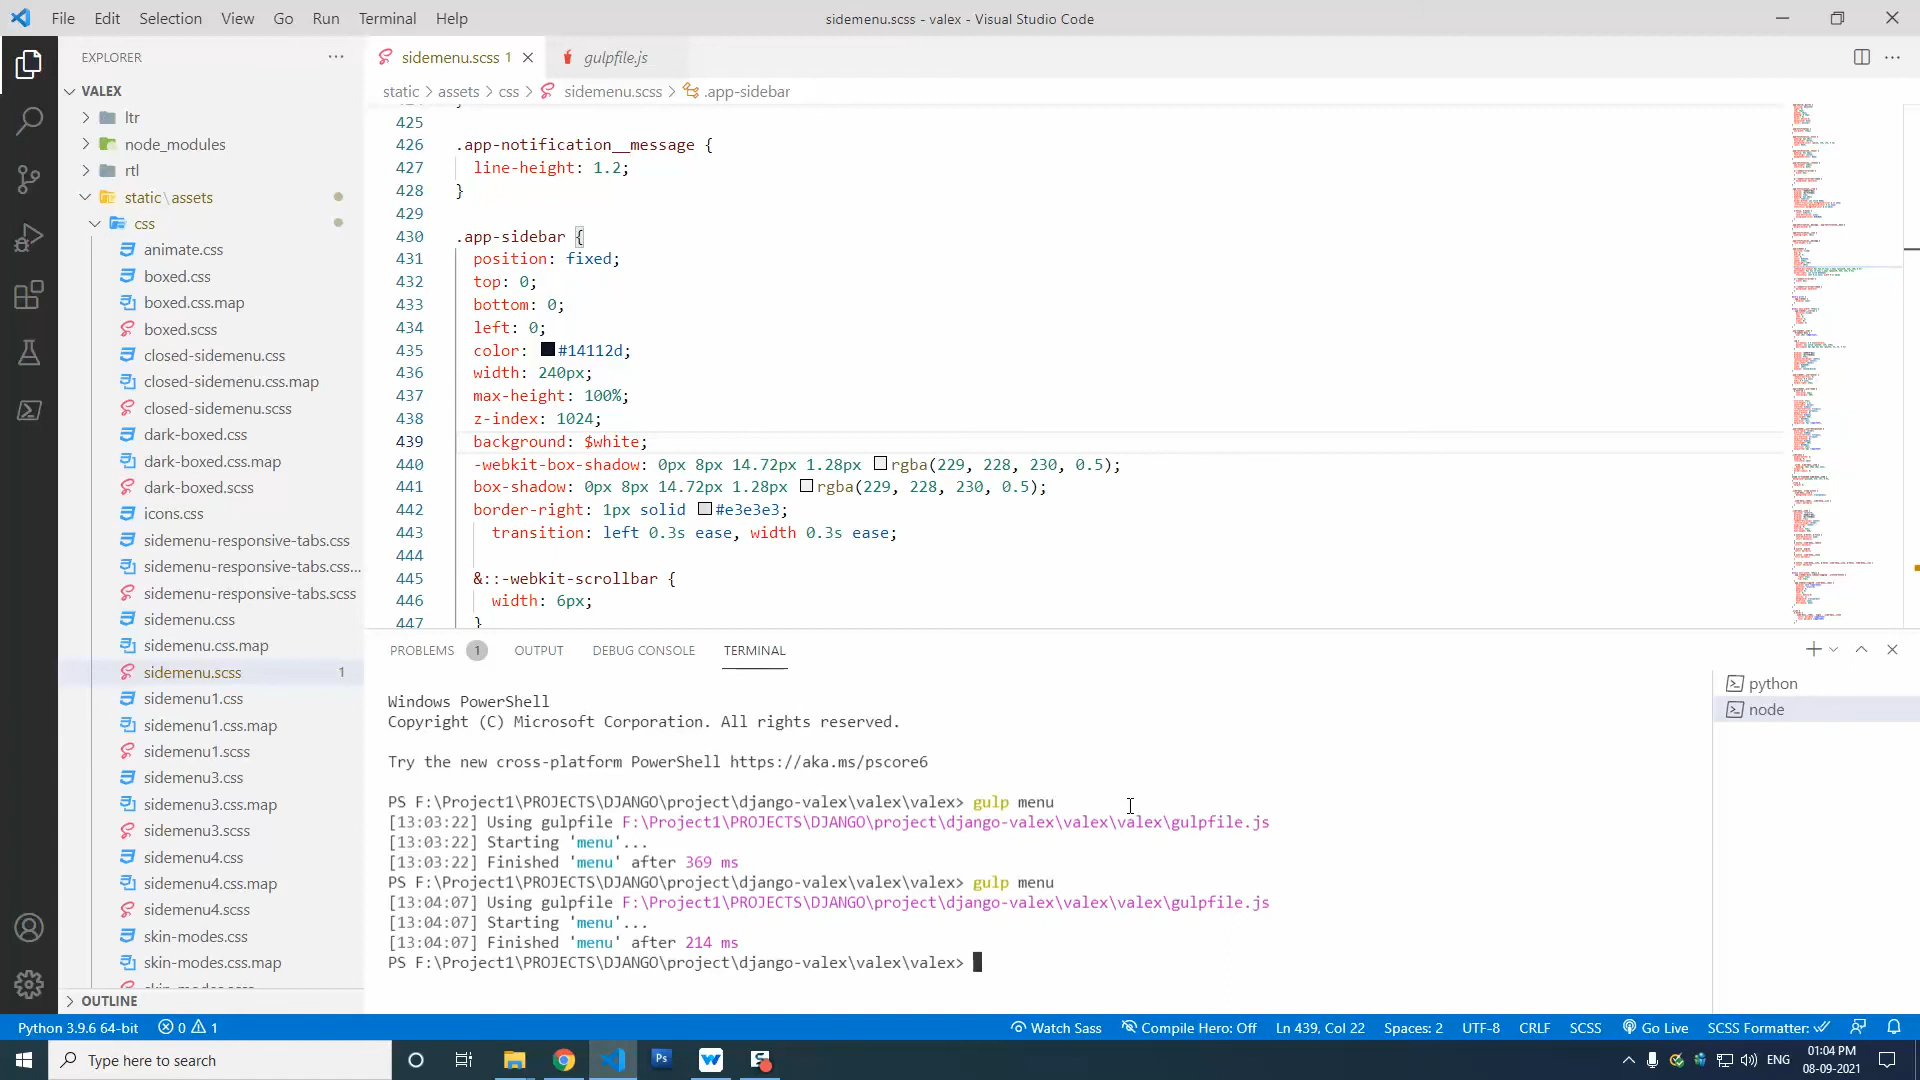 File Edit Selection View Go Run Terminal Help
sidemenu.scss - valex - Visual Studio Code
EXPLORER
sidemenu.scss 1
gulpfile.js
VALEX
static > assets > css > sidemenu.scss > .app-sidebar
ltr
node_modules
rtl
static\assets
css
animate.css
boxed.css
boxed.css.map
boxed.scss
closed-sidemenu.css
closed-sidemenu.css.map
closed-sidemenu.scss
dark-boxed.css
dark-boxed.css.map
dark-boxed.scss
icons.css
sidemenu-responsive-tabs.css
sidemenu-responsive-tabs.css...
sidemenu-responsive-tabs.scss
sidemenu.css
sidemenu.css.map
sidemenu.scss 1
sidemenu1.css
sidemenu1.css.map
sidemenu1.scss
sidemenu3.css
sidemenu3.css.map
sidemenu3.scss
sidemenu4.css
sidemenu4.css.map
sidemenu4.scss
skin-modes.css
skin-modes.css.map
OUTLINE
425
426 .app-notification__message {
427 line-height: 1.2;
428 }
429
430 .app-sidebar {
431 position: fixed;
432 top: 0;
433 bottom: 0;
434 left: 0;
435 color: #14112d;
436 width: 240px;
437 max-height: 100%;
438 z-index: 1024;
439 background: $white;
440 -webkit-box-shadow: 0px 8px 14.72px 1.28px rgba(229, 228, 230, 0.5);
441 box-shadow: 0px 8px 14.72px 1.28px rgba(229, 228, 230, 0.5);
442 border-right: 1px solid #e3e3e3;
443 transition: left 0.3s ease, width 0.3s ease;
444
445 &::-webkit-scrollbar {
446 width: 6px;
447 }
PROBLEMS 1 OUTPUT DEBUG CONSOLE TERMINAL
python
node
Windows PowerShell
Copyright (C) Microsoft Corporation. All rights reserved.
Try the new cross-platform PowerShell https://aka.ms/pscore6
PS F:\Project1\PROJECTS\DJANGO\project\django-valex\valex\valex> gulp menu
[13:03:22] Using gulpfile F:\Project1\PROJECTS\DJANGO\project\django-valex\valex\valex\gulpfile.js
[13:03:22] Starting 'menu'...
[13:03:22] Finished 'menu' after 369 ms
PS F:\Project1\PROJECTS\DJANGO\project\django-valex\valex\valex> gulp menu
[13:04:07] Using gulpfile F:\Project1\PROJECTS\DJANGO\project\django-valex\valex\valex\gulpfile.js
[13:04:07] Starting 'menu'...
[13:04:07] Finished 'menu' after 214 ms
PS F:\Project1\PROJECTS\DJANGO\project\django-valex\valex\valex>
Python 3.9.6 64-bit 0 1
Watch Sass Compile Hero: Off Ln 439, Col 22 Spaces: 2 UTF-8 CRLF SCSS Go Live SCSS Formatter:
Type here to search
Ps
W
S
ENG
01:04 PM
08-09-2021